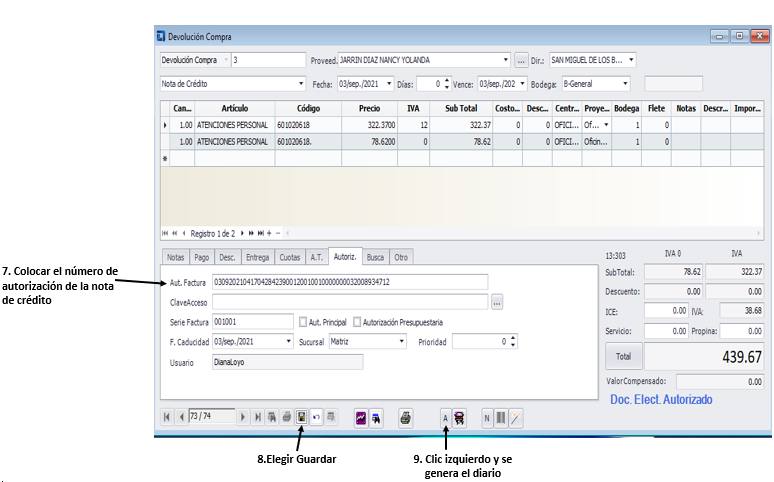 Devolución Compra
Devolución Compra 3 Proveed. JARRIN DIAZ NANCY YOLANDA ... Dir.: SAN MIGUEL DE LOS B...
Nota de Crédito Fecha: 03/sep./2021 Días: 0 Vence: 03/sep./202 Bodega: B-General
Can... Artículo Código Precio IVA Sub Total Costo... Desc... Centr... Proye... Bodega Flete Notas Descr... Impor...
1.00 ATENCIONES PERSONAL 601020618 322.3700 12 322.37 0 0 OFICI... Of... 1 0
1.00 ATENCIONES PERSONAL 601020618. 78.6200 0 78.62 0 0 OFICI... Oficin... 1 0
Registro 1 de 2
Notas Pago Desc. Entrega Cuotas A.T. Autoriz. Busca Otro
13:303 IVA 0 IVA
7. Colocar el número de
autorización de la nota
de crédito
Aut. Factura 0309202104170428423900120010010000000032008934712
ClaveAcceso ...
Serie Factura 001001 Aut. Principal Autorización Presupuestaria
F. Caducidad 03/sep./2021 Sucursal Matriz Prioridad 0
Usuario DianaLoyo
SubTotal: 78.62 322.37
Descuento: 0.00 0.00
ICE: 0.00 IVA: 38.68
Servicio: 0.00 Propina: 0.00
Total 439.67
ValorCompensado: 0.00
Doc. Elect. Autorizado
73 / 74 A N
8.Elegir Guardar
9. Clic izquierdo y se
genera el diario